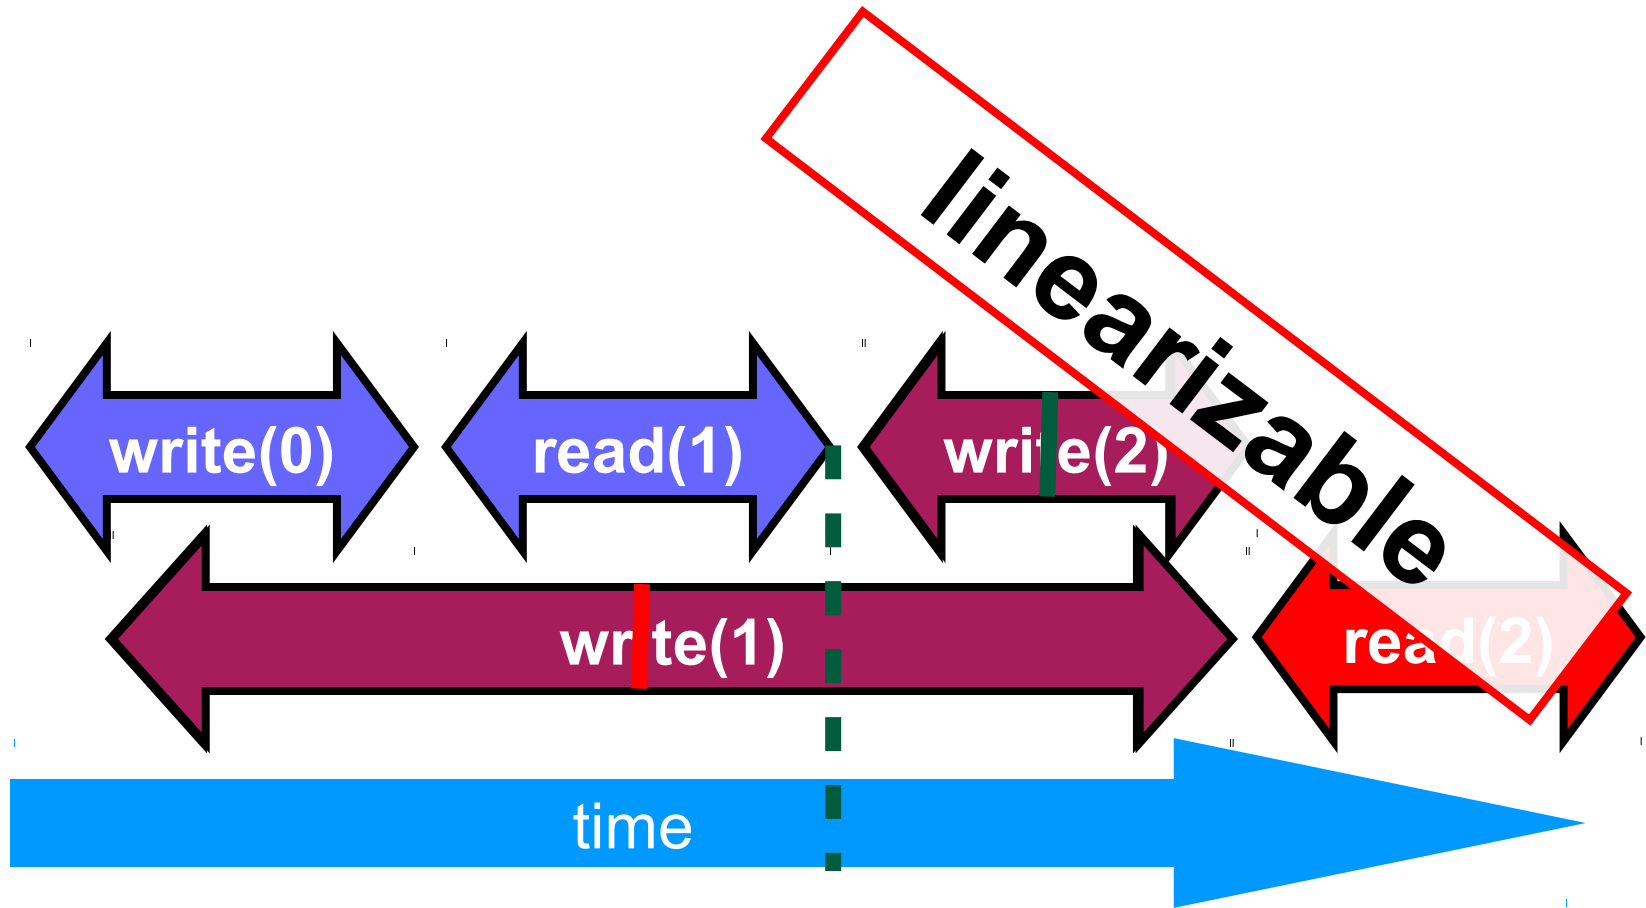 linearizable
write(0)
read(1)
write(2)
write(1)
read(2)
time